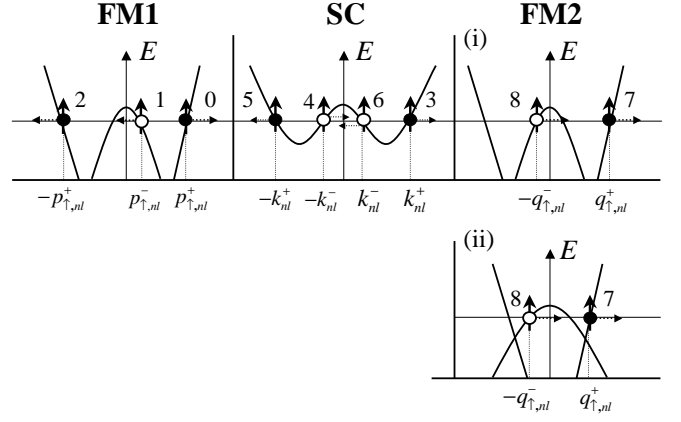 FM1 SC FM2
E E (i) E
2 1 0 5 4 6 3 8 7
−p⁺↑,nl p⁻↑,nl p⁺↑,nl −k⁺nl −k⁻nl k⁻nl k⁺nl −q⁻↑,nl q⁺↑,nl
(ii) E
8 7
−q⁻↑,nl q⁺↑,nl